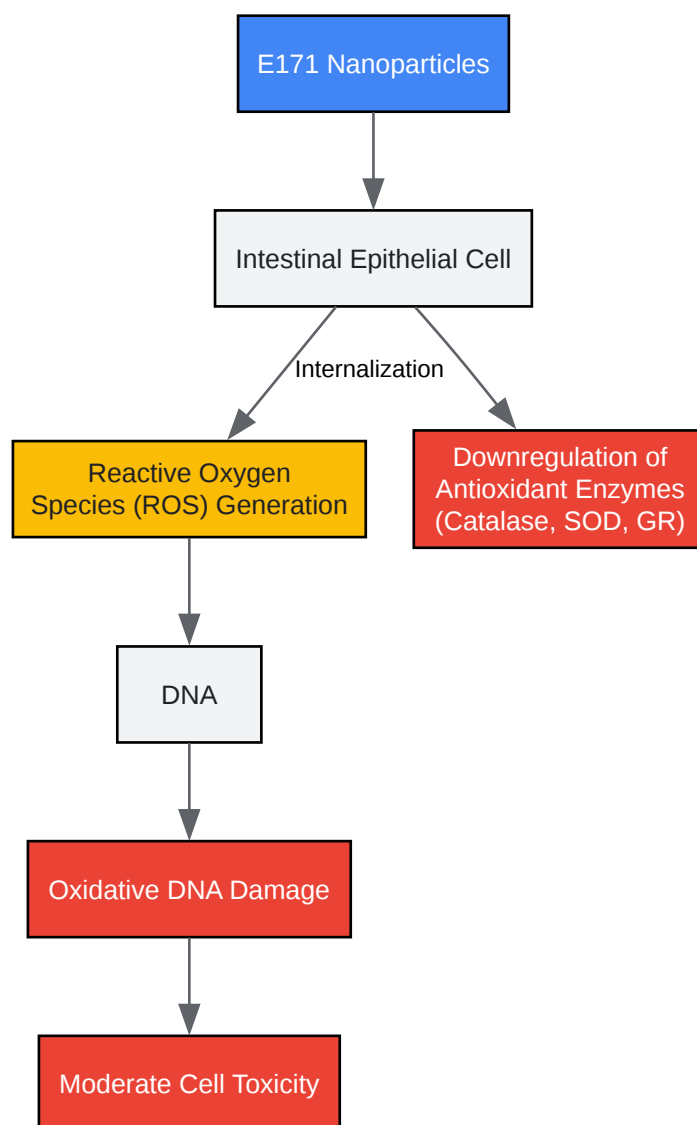 E171 Nanoparticles
Intestinal Epithelial Cell
Internalization
Reactive Oxygen
Species (ROS) Generation
Downregulation of
Antioxidant Enzymes
(Catalase, SOD, GR)
DNA
Oxidative DNA Damage
Moderate Cell Toxicity